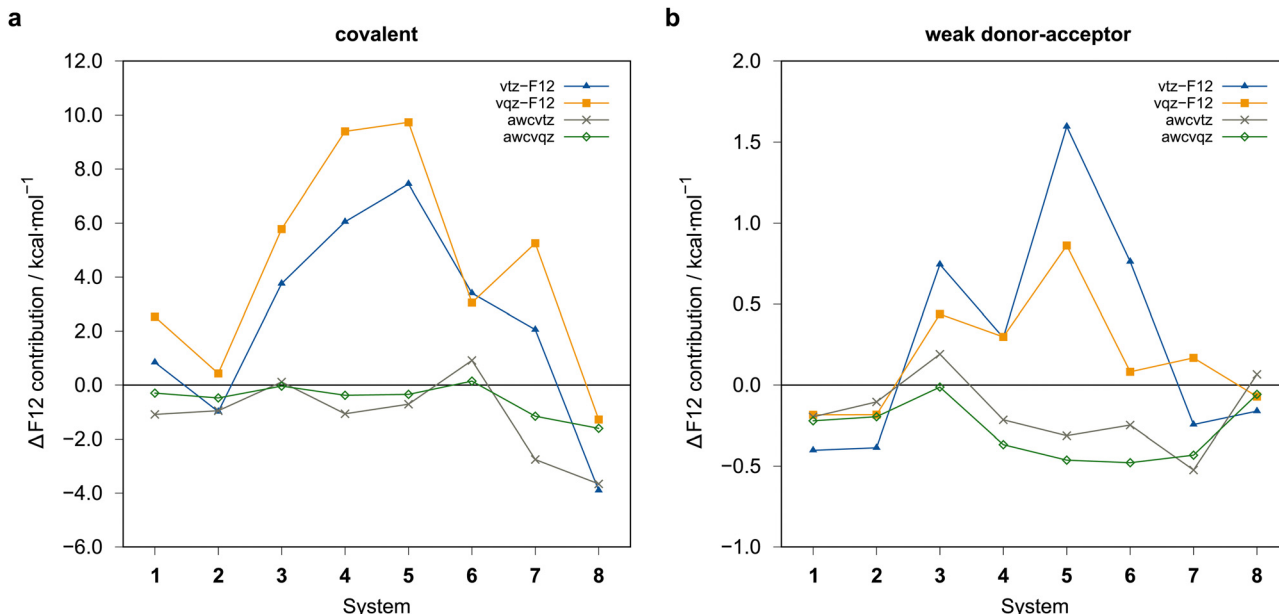 a
covalent
ΔF12 contribution / kcal·mol⁻¹
12.0
10.0
8.0
6.0
4.0
2.0
0.0
−2.0
−4.0
−6.0
vtz−F12
vqz−F12
awcvtz
awcvqz
1 2 3 4 5 6 7 8
System
b
weak donor-acceptor
ΔF12 contribution / kcal·mol⁻¹
2.0
1.5
1.0
0.5
0.0
−0.5
−1.0
vtz−F12
vqz−F12
awcvtz
awcvqz
1 2 3 4 5 6 7 8
System